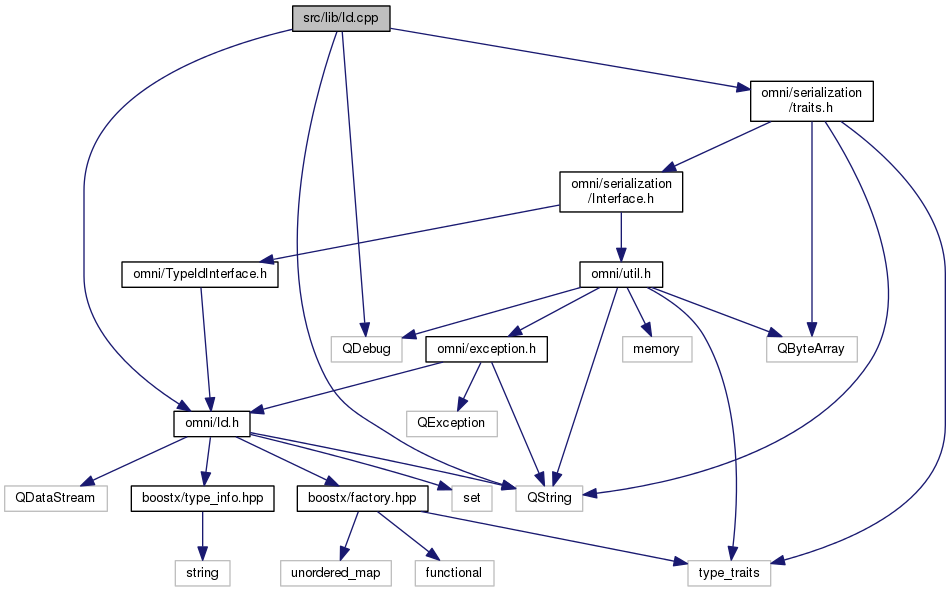 src/lib/Id.cpp
omni/serialization
/traits.h
omni/serialization
/Interface.h
omni/TypeIdInterface.h
omni/util.h
QDebug
omni/exception.h
memory
QByteArray
omni/Id.h
QException
QDataStream
boostx/type_info.hpp
boostx/factory.hpp
set
QString
string
unordered_map
functional
type_traits